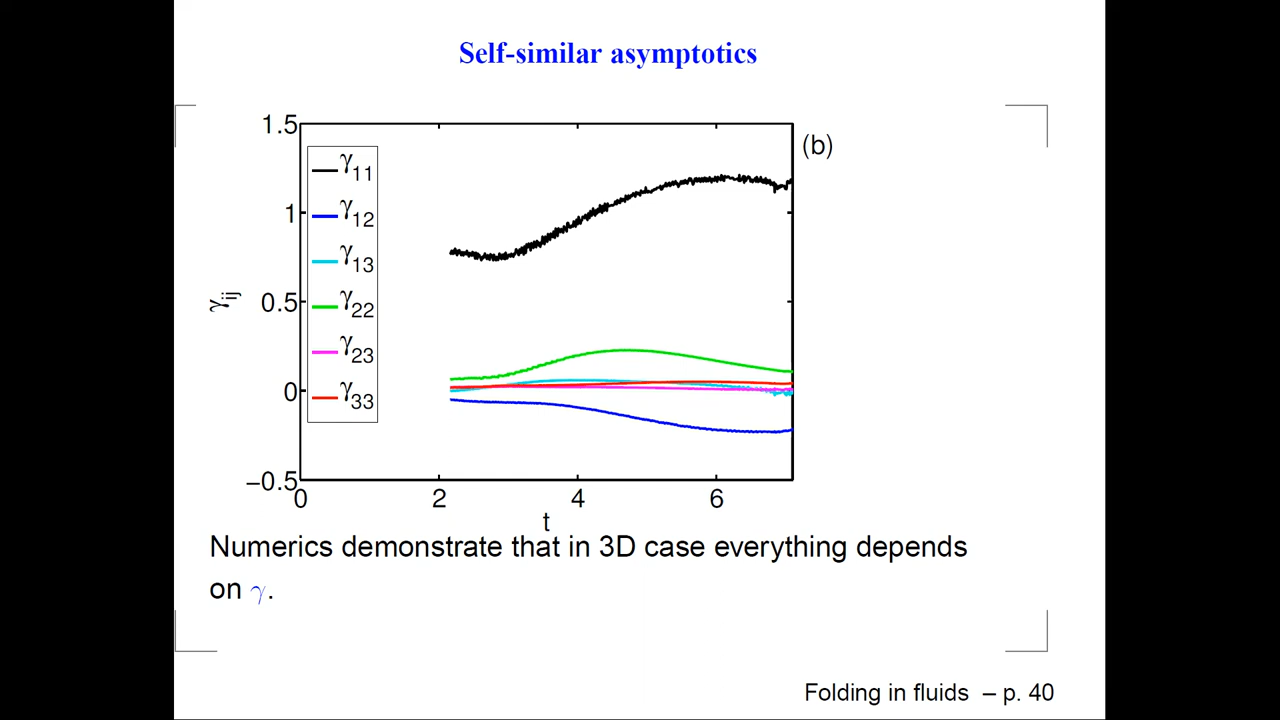 Self-similar asymptotics
1.5
(b)
γ11
γ12
1
γ13
γij
0.5
γ22
γ23
0
γ33
−0.5
0 2 4 6
t
Numerics demonstrate that in 3D case everything depends
on γ.
Folding in fluids – p. 40